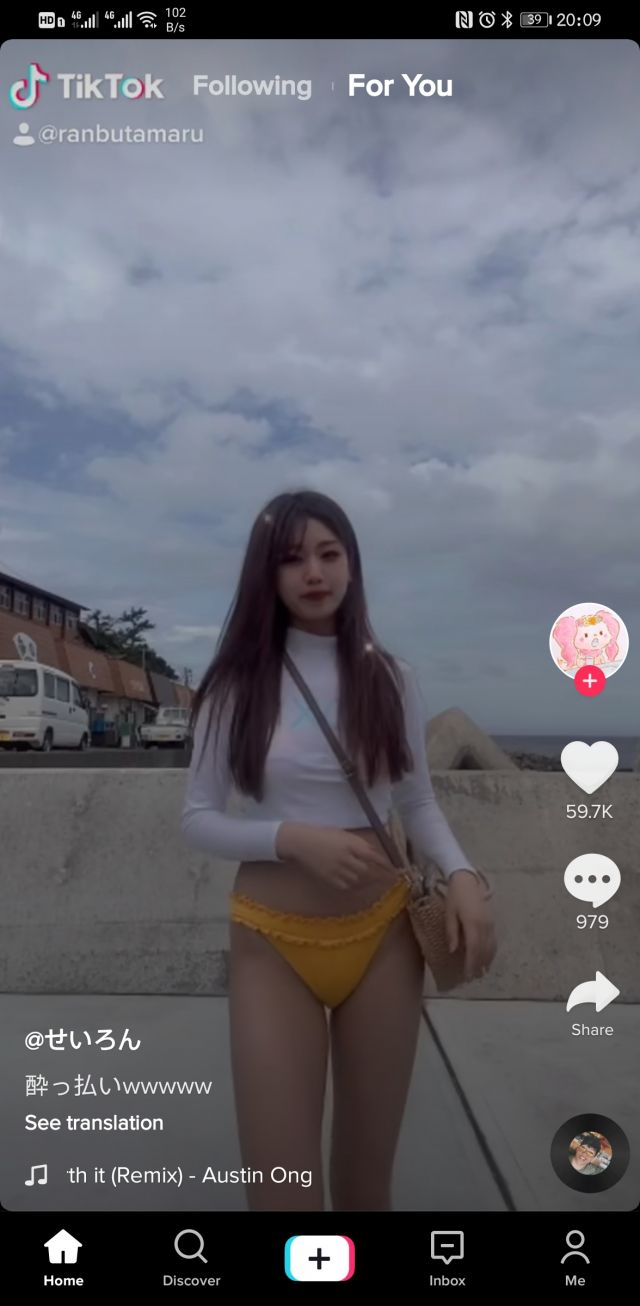 HD 1 4G 4G 102 B/s 39 20:09
TikTok Following For You
@ranbutamaru
59.7K
979
Share
@せいろん
酔っ払いwwwww
See translation
th it (Remix) - Austin Ong
Home Discover Inbox Me